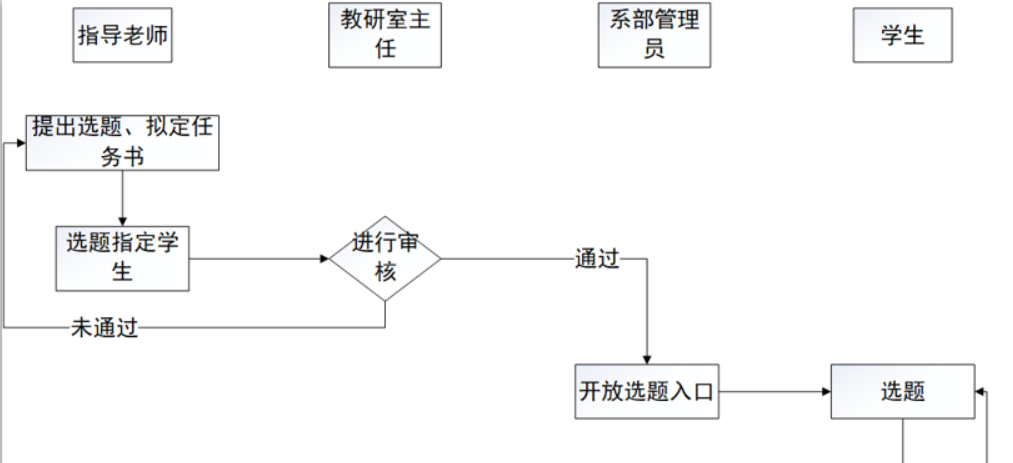 指导老师
教研室主
任
系部管理
员
学生
提出选题、拟定任
务书
选题指定学
生
进行审
核
通过
未通过
开放选题入口
选题